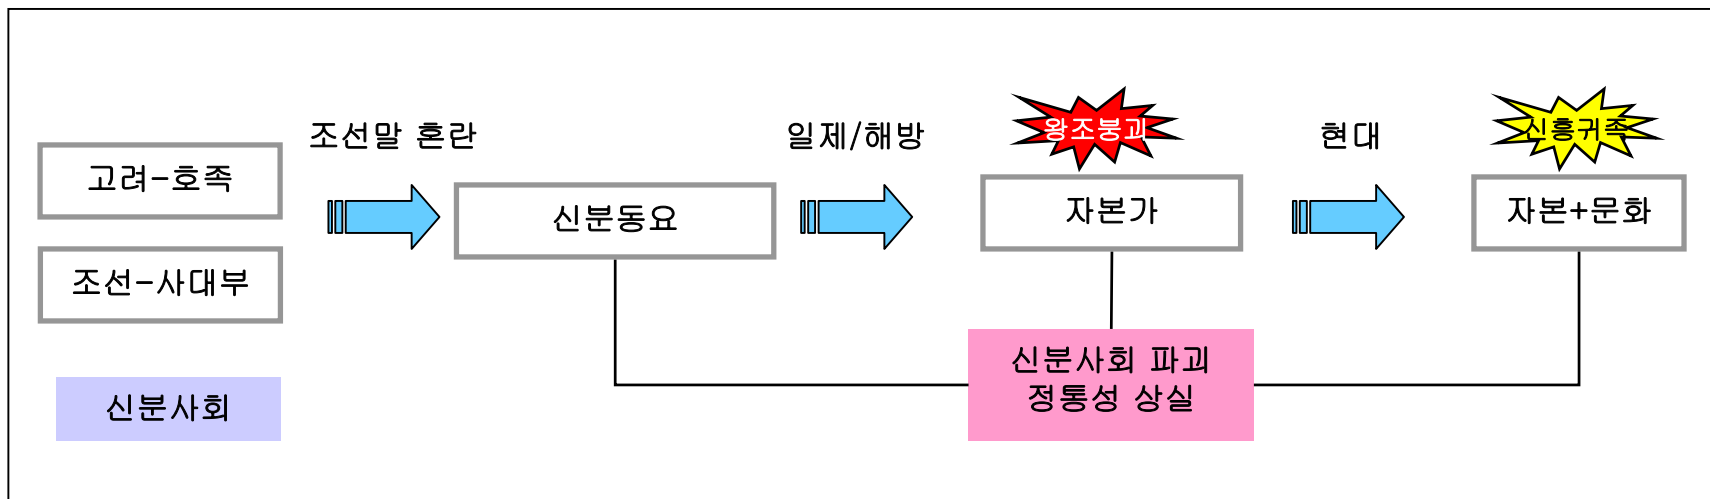 고려-호족
조선-사대부
신분사회
조선말 혼란
신분동요
일제/해방
왕조붕괴
자본가
신분사회 파괴
정통성 상실
현대
신흥귀족
자본+문화